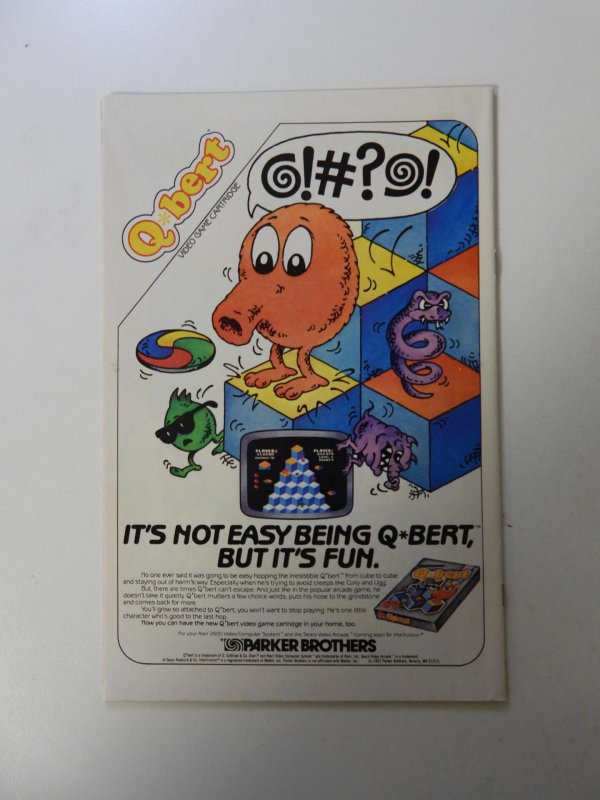 Q*bert
VIDEO GAME CARTRIDGE
@!#?@!
IT'S NOT EASY BEING Q*BERT,™
BUT IT'S FUN.
No one ever said it was going to be easy hopping the irresistible Q*bert™ from cube to cube
and staying out of harm's way. Especially when he's trying to avoid creeps like Coily and Ugg.
But, there are times Q*bert can't escape. And just like in the popular arcade game, he
doesn't take it quietly. Q*bert mutters a few choice words, puts his nose to the grindstone
and comes back for more.
You'll grow so attached to Q*bert, you won't want to stop playing. He's one little
character who's good to the last hop.
Now you can have the new Q*bert video game cartridge in your home, too.
For your Atari 2600 Video Computer System™ and the Sears Video Arcade.™ Coming soon for Intellivision.®
PARKER BROTHERS
Q*bert